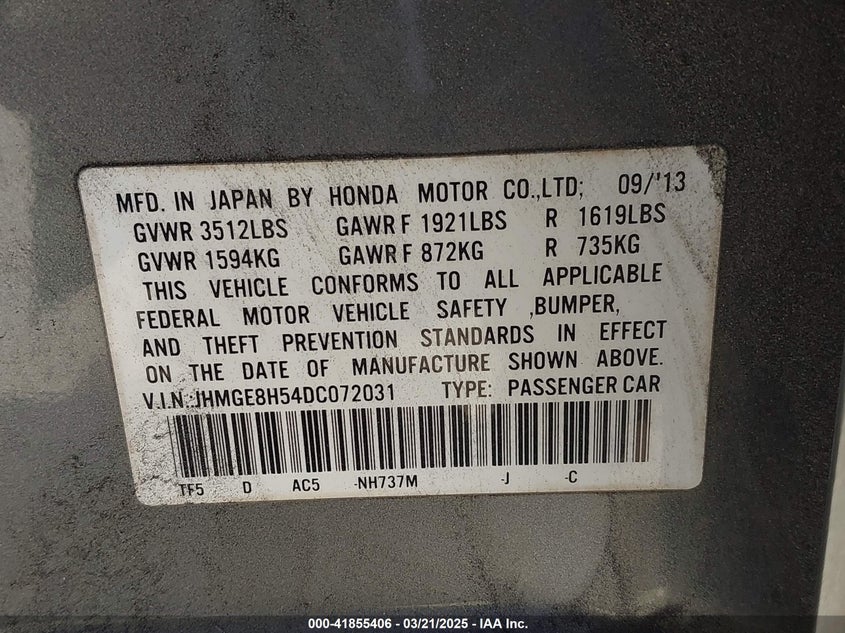 MFD. IN JAPAN BY HONDA MOTOR CO.,LTD; 09/'13
GVWR 3512LBS GAWR F 1921LBS R 1619LBS
GVWR 1594KG GAWR F 872KG R 735KG
THIS VEHICLE CONFORMS TO ALL APPLICABLE
FEDERAL MOTOR VEHICLE SAFETY ,BUMPER,
AND THEFT PREVENTION STANDARDS IN EFFECT
ON THE DATE OF MANUFACTURE SHOWN ABOVE.
V.I.N.:JHMGE8H54DC072031 TYPE: PASSENGER CAR
TF5 D AC5 -NH737M -J -C
000-41855406 - 03/21/2025 - IAA Inc.